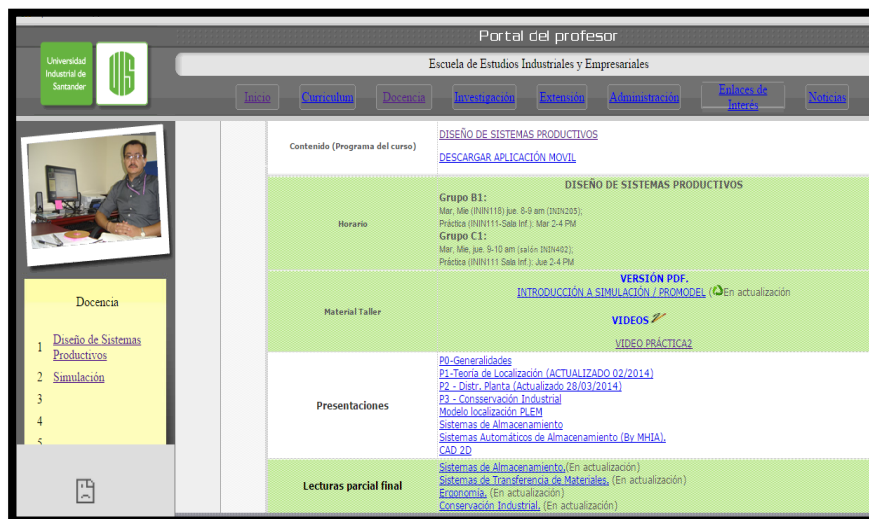 Portal del profesor
Universidad
Industrial de
Santander
UIS
Escuela de Estudios Industriales y Empresariales
Inicio
Curriculum
Docencia
Investigación
Extensión
Administración
Enlaces de
Interés
Noticias
Docencia
1 Diseño de Sistemas
Productivos
2 Simulación
3
4
5
Contenido (Programa del curso)
DISEÑO DE SISTEMAS PRODUCTIVOS
DESCARGAR APLICACIÓN MOVIL
Horario
DISEÑO DE SISTEMAS PRODUCTIVOS
Grupo B1:
Mar, Mie (ININ118) jue. 8-9 am (ININ205);
Práctica (ININ111-Sala Inf.): Mar 2-4 PM
Grupo C1:
Mar, Mie, jue. 9-10 am (salón ININ402);
Práctica (ININ111 Sala Inf.): Jue 2-4 PM
Material Taller
VERSIÓN PDF.
INTRODUCCIÓN A SIMULACIÓN / PROMODEL (En actualización
VIDEOS
VIDEO PRÁCTICA2
Presentaciones
P0-Generalidades
P1-Teoría de Localización (ACTUALIZADO 02/2014)
P2 - Distr. Planta (Actualizado 28/03/2014)
P3 - Consservación Industrial
Modelo localización PLEM
Sistemas de Almacenamiento
Sistemas Automáticos de Almacenamiento (By MHIA).
CAD 2D
Lecturas parcial final
Sistemas de Almacenamiento.(En actualización)
Sistemas de Transferencia de Materiales. (En actualización)
Ergonomía. (En actualización)
Conservación Industrial. (En actualización)